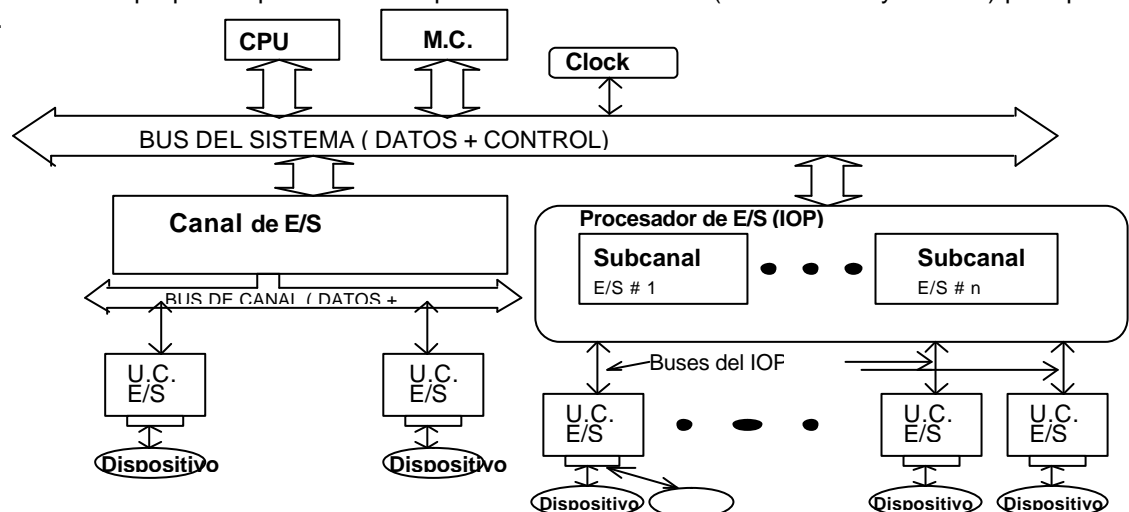 CPU
M.C.
Clock
BUS DEL SISTEMA ( DATOS + CONTROL)
Canal de E/S
BUS DE CANAL ( DATOS +
Procesador de E/S (IOP)
Subcanal
E/S # 1
Subcanal
E/S # n
Buses del IOP
U.C.
E/S
U.C.
E/S
U.C.
E/S
U.C.
E/S
U.C.
E/S
Dispositivo
Dispositivo
Dispositivo
Dispositivo
Dispositivo